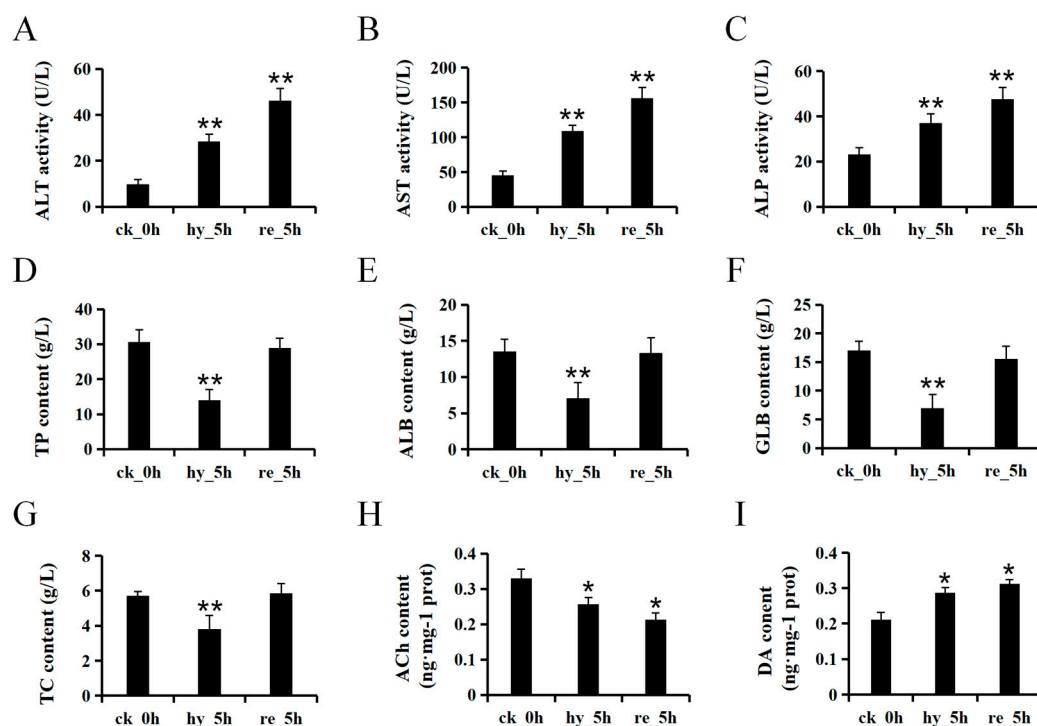 A
ALT activity (U/L)
60
40
20
0
**
**
ck_0h hy_5h re_5h
B
AST activity (U/L)
200
150
100
50
0
**
**
ck_0h hy_5h re_5h
C
ALP activity (U/L)
60
40
20
0
**
**
ck_0h hy_5h re_5h
D
TP content (g/L)
40
30
20
10
0
**
ck_0h hy_5h re_5h
E
ALB content (g/L)
20
15
10
5
0
**
ck_0h hy_5h re_5h
F
GLB content (g/L)
25
20
15
10
5
0
**
ck_0h hy_5h re_5h
G
TC content (g/L)
8
6
4
2
0
**
ck_0h hy_5h re_5h
H
ACh content
(ng·mg-1 prot)
0.4
0.3
0.2
0.1
0
*
*
ck_0h hy_5h re_5h
I
DA content
(ng·mg-1 prot)
0.4
0.3
0.2
0.1
0
*
*
ck_0h hy_5h re_5h